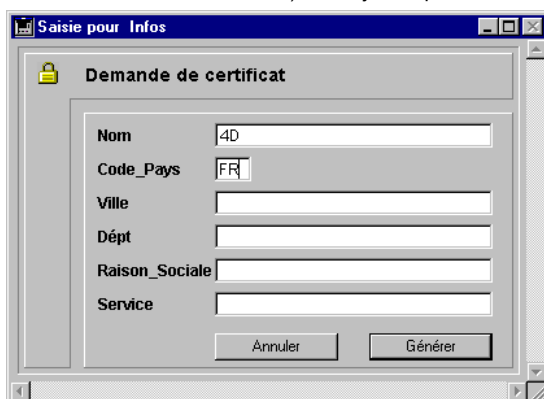 Saisie pour Infos
Demande de certificat
Nom 4D
Code_Pays FR
Ville
Dépt
Raison_Sociale
Service
Annuler Générer